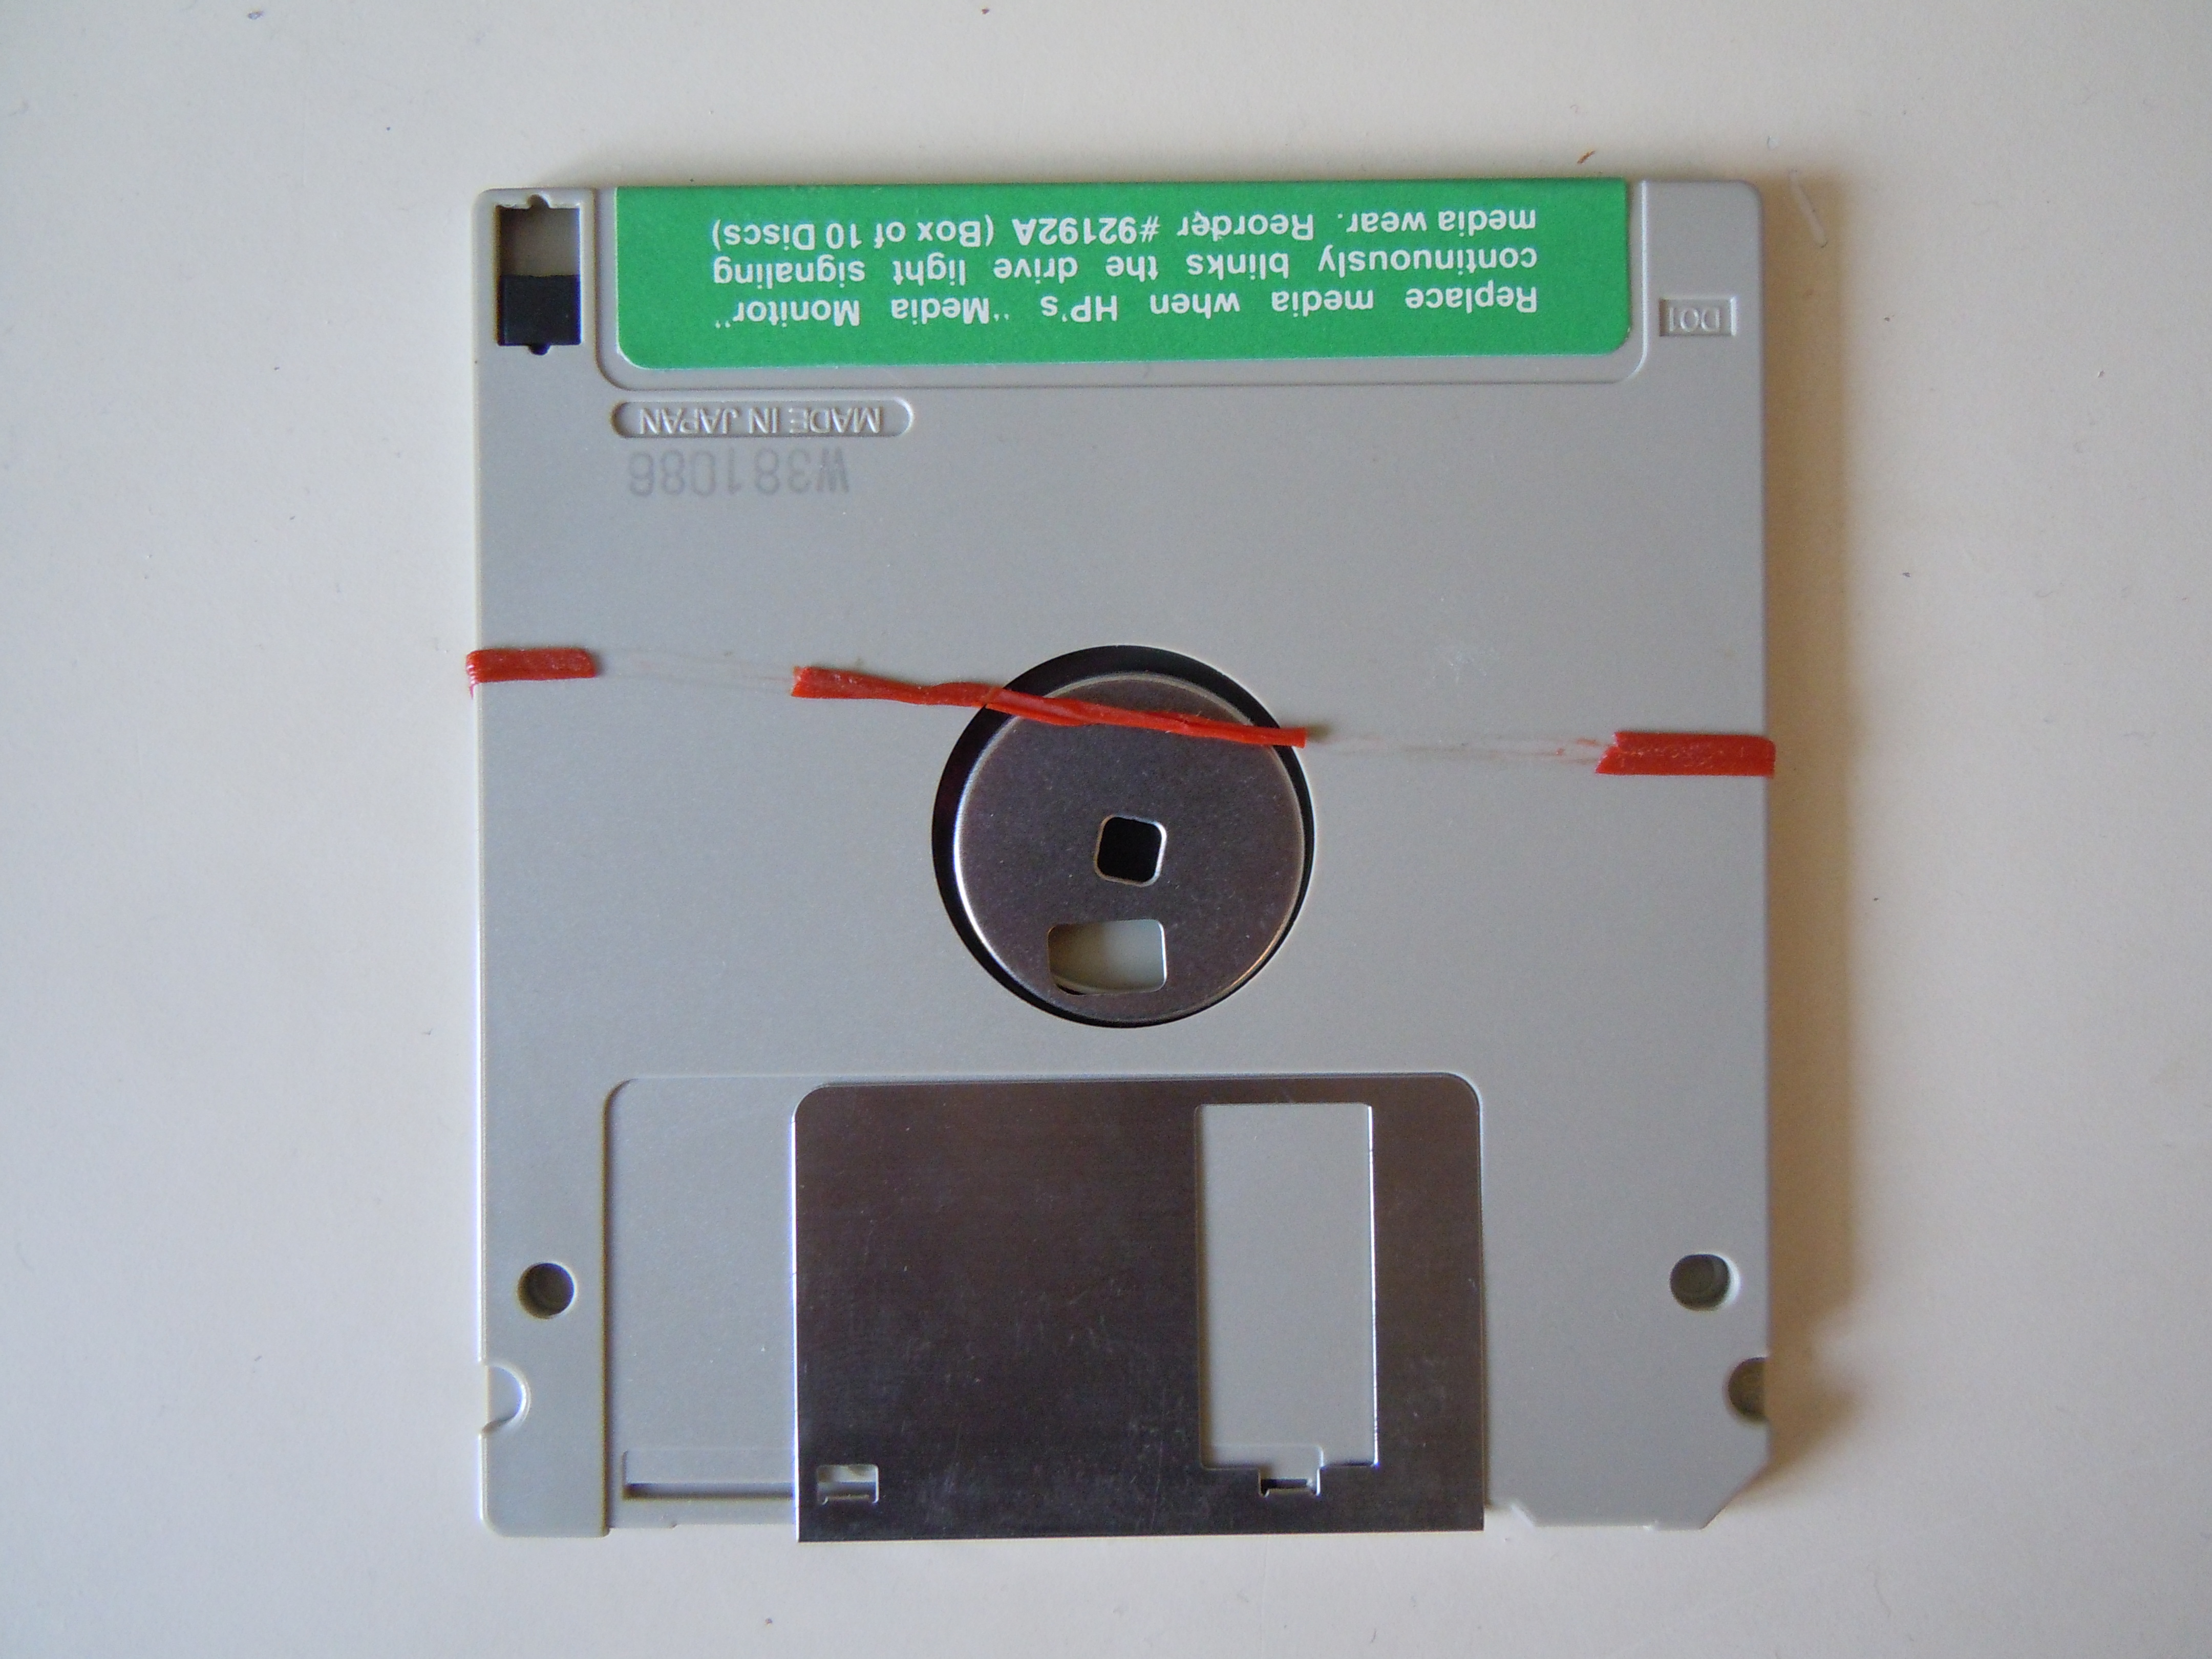 Replace media when HP's "Media Monitor"
continuously blinks the drive light signaling
media wear. Reorder #92192A (Box of 10 Discs)
D01
MADE IN JAPAN
W381086